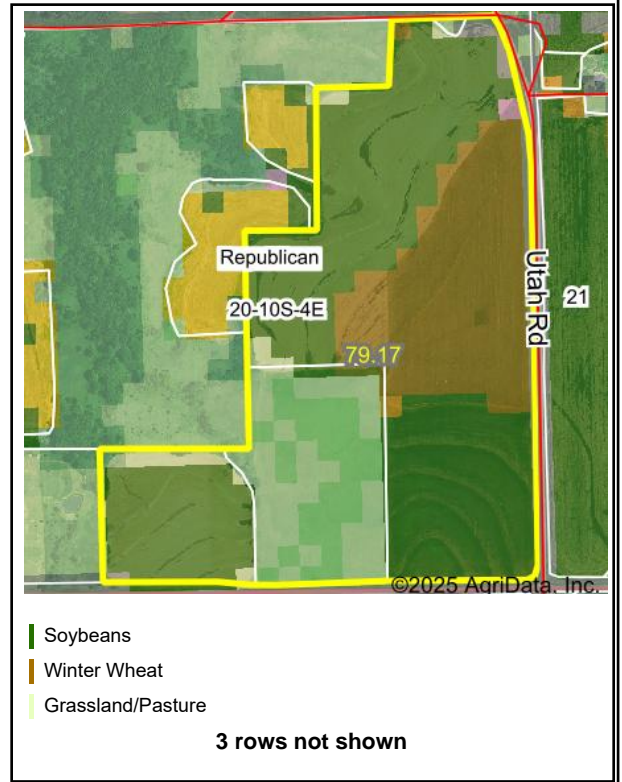 Republican
20-10S-4E
Utah Rd
21
79.17
©2025 AgriData, Inc.
Soybeans
Winter Wheat
Grassland/Pasture
3 rows not shown